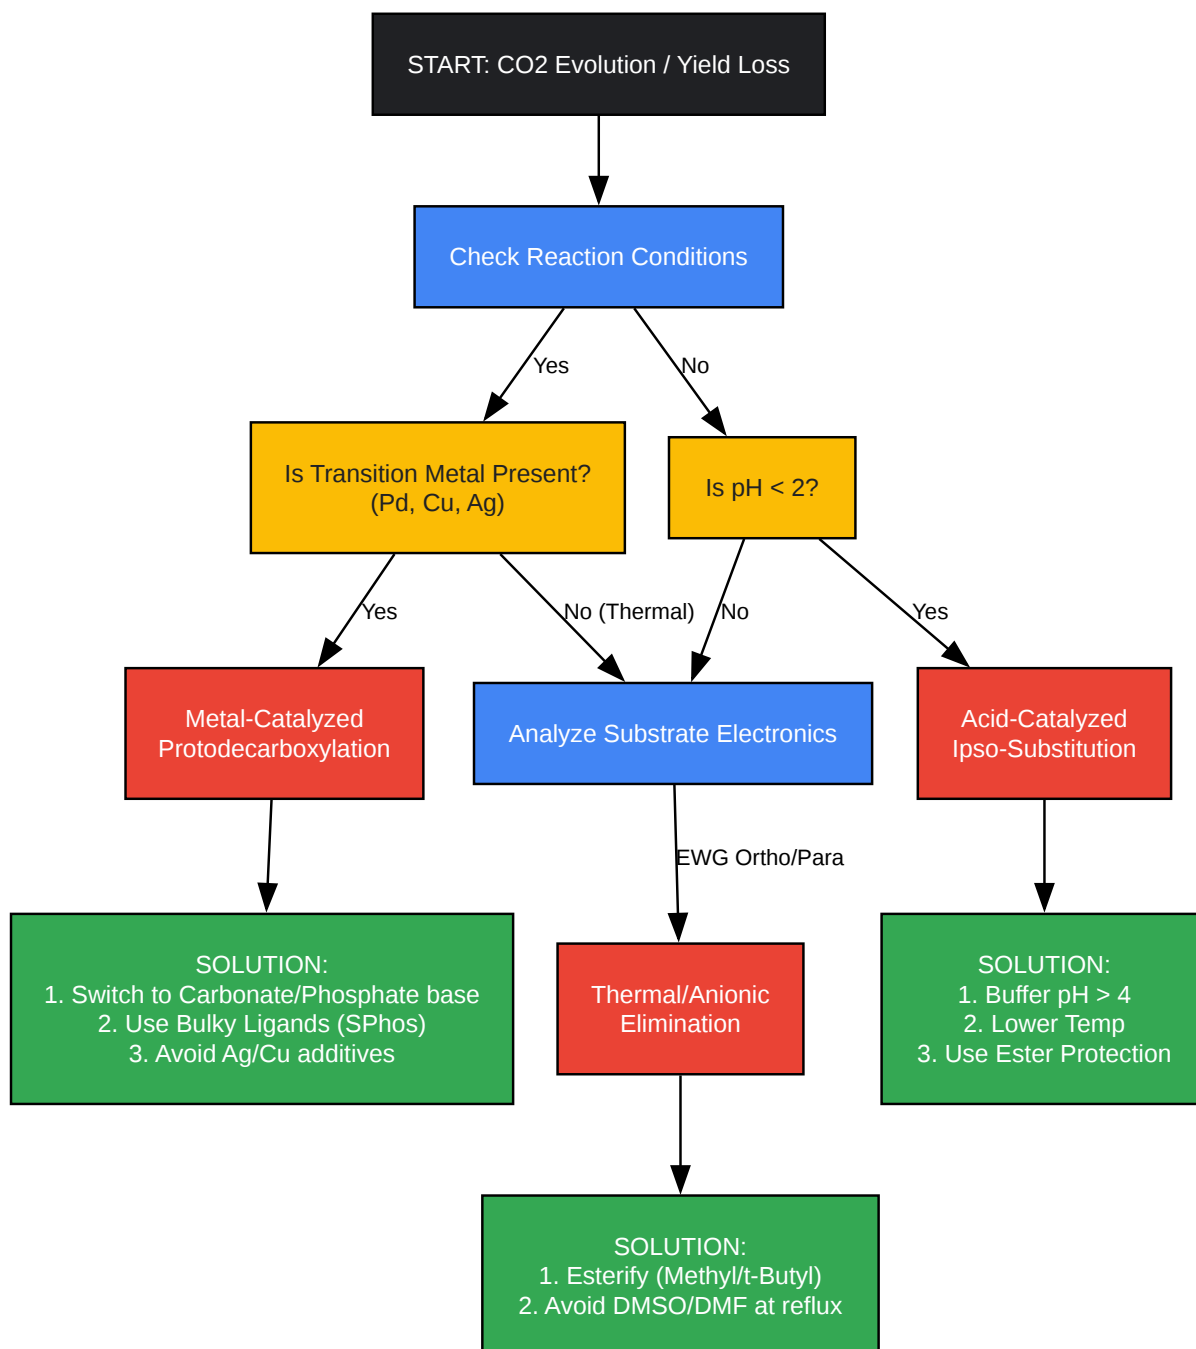 START: CO2 Evolution / Yield Loss
Check Reaction Conditions
Yes
No
Is Transition Metal Present?
(Pd, Cu, Ag)
Is pH < 2?
Yes
No (Thermal)
No
Yes
Metal-Catalyzed
Protodecarboxylation
Analyze Substrate Electronics
Acid-Catalyzed
Ipso-Substitution
EWG Ortho/Para
SOLUTION:
1. Switch to Carbonate/Phosphate base
2. Use Bulky Ligands (SPhos)
3. Avoid Ag/Cu additives
Thermal/Anionic
Elimination
SOLUTION:
1. Buffer pH > 4
2. Lower Temp
3. Use Ester Protection
SOLUTION:
1. Esterify (Methyl/t-Butyl)
2. Avoid DMSO/DMF at reflux